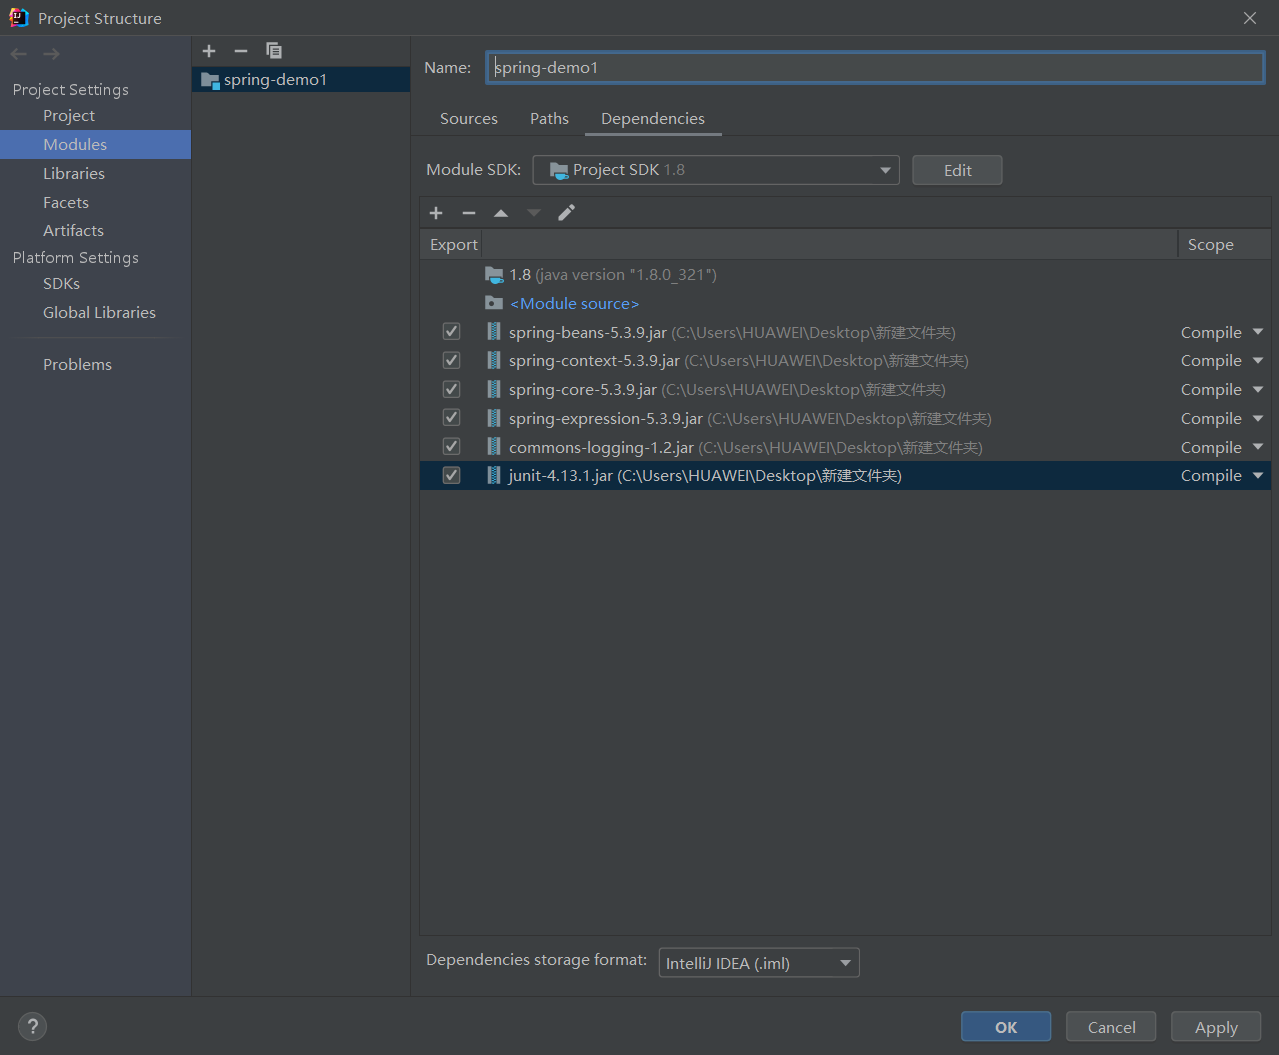 Project Structure
Project Settings
Project
Modules
Libraries
Facets
Artifacts
Platform Settings
SDKs
Global Libraries
Problems
spring-demo1
Name: spring-demo1
Sources Paths Dependencies
Module SDK: Project SDK 1.8 Edit
Export Scope
1.8 (java version "1.8.0_321")
<Module source>
spring-beans-5.3.9.jar (C:\Users\HUAWEI\Desktop\新建文件夹) Compile
spring-context-5.3.9.jar (C:\Users\HUAWEI\Desktop\新建文件夹) Compile
spring-core-5.3.9.jar (C:\Users\HUAWEI\Desktop\新建文件夹) Compile
spring-expression-5.3.9.jar (C:\Users\HUAWEI\Desktop\新建文件夹) Compile
commons-logging-1.2.jar (C:\Users\HUAWEI\Desktop\新建文件夹) Compile
junit-4.13.1.jar (C:\Users\HUAWEI\Desktop\新建文件夹) Compile
Dependencies storage format: IntelliJ IDEA (.iml)
? OK Cancel Apply